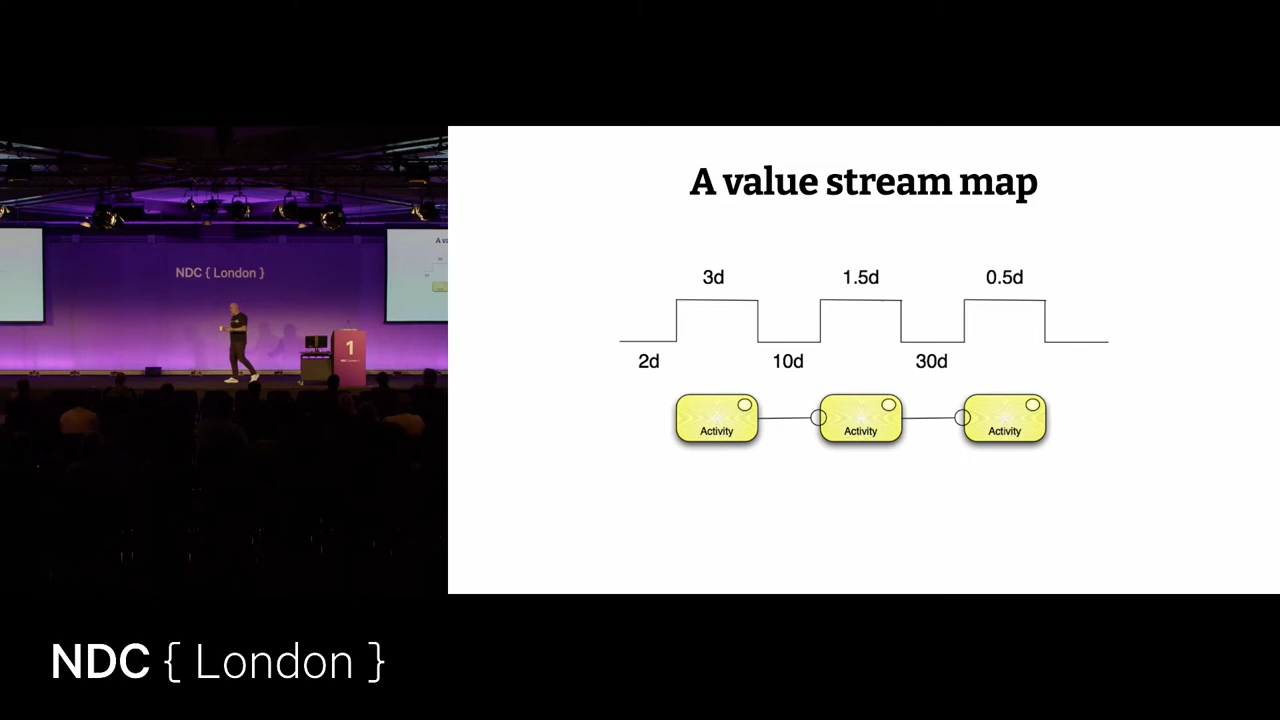 A value stream map
3d 1.5d 0.5d
2d 10d 30d
Activity Activity Activity
NDC { London }
1
NDC { London }